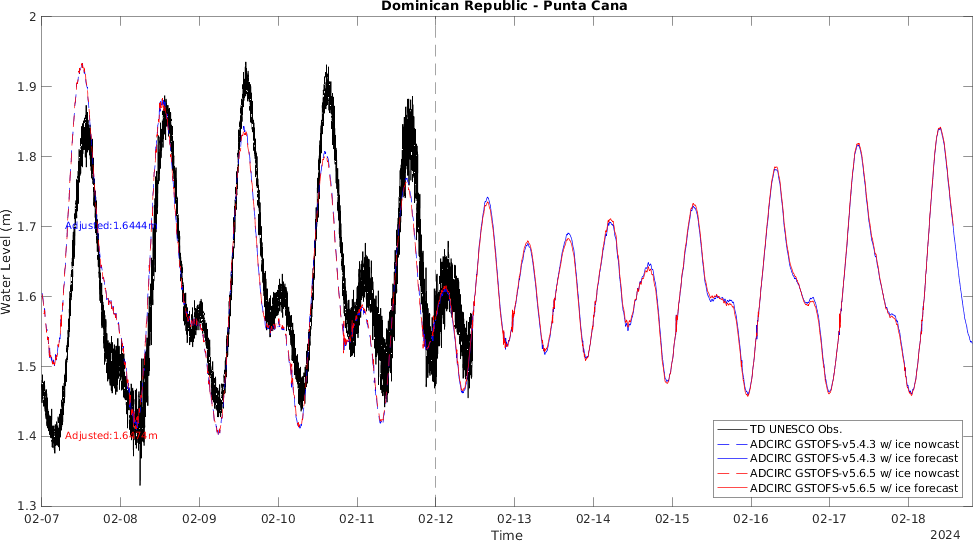 Dominican Republic - Punta Cana
Water Level (m)
2
1.9
1.8
1.7
1.6
1.5
1.4
1.3
Adjusted:1.6444m
02-07
02-08
02-09
02-10
02-11
02-12
02-13
02-14
02-15
02-16
02-17
02-18
Time
2024
TD UNESCO Obs.
ADCIRC GSTOFS-v5.4.3 w/ ice nowcast
ADCIRC GSTOFS-v5.4.3 w/ ice forecast
ADCIRC GSTOFS-v5.6.5 w/ ice nowcast
ADCIRC GSTOFS-v5.6.5 w/ ice forecast